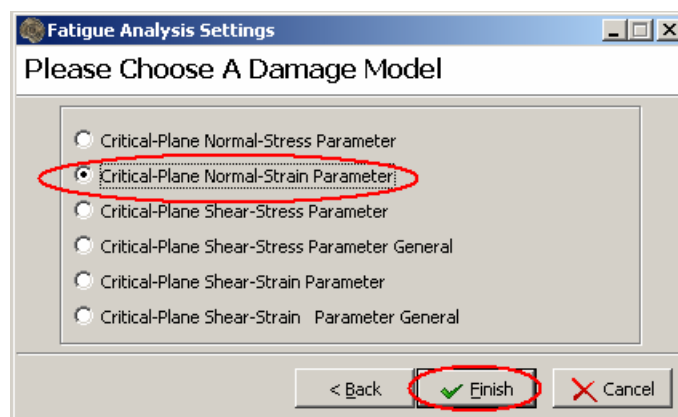 Fatigue Analysis Settings
Please Choose A Damage Model
Critical-Plane Normal-Stress Parameter
Critical-Plane Normal-Strain Parameter
Critical-Plane Shear-Stress Parameter
Critical-Plane Shear-Stress Parameter General
Critical-Plane Shear-Strain Parameter
Critical-Plane Shear-Strain Parameter General
< Back Finish Cancel